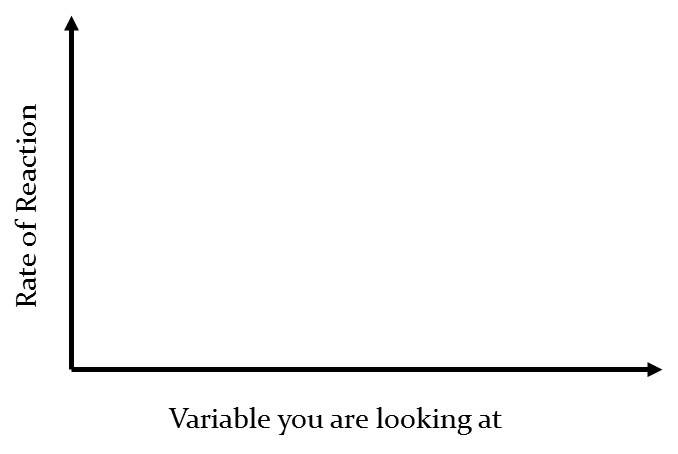 Rate of Reaction
Variable you are looking at